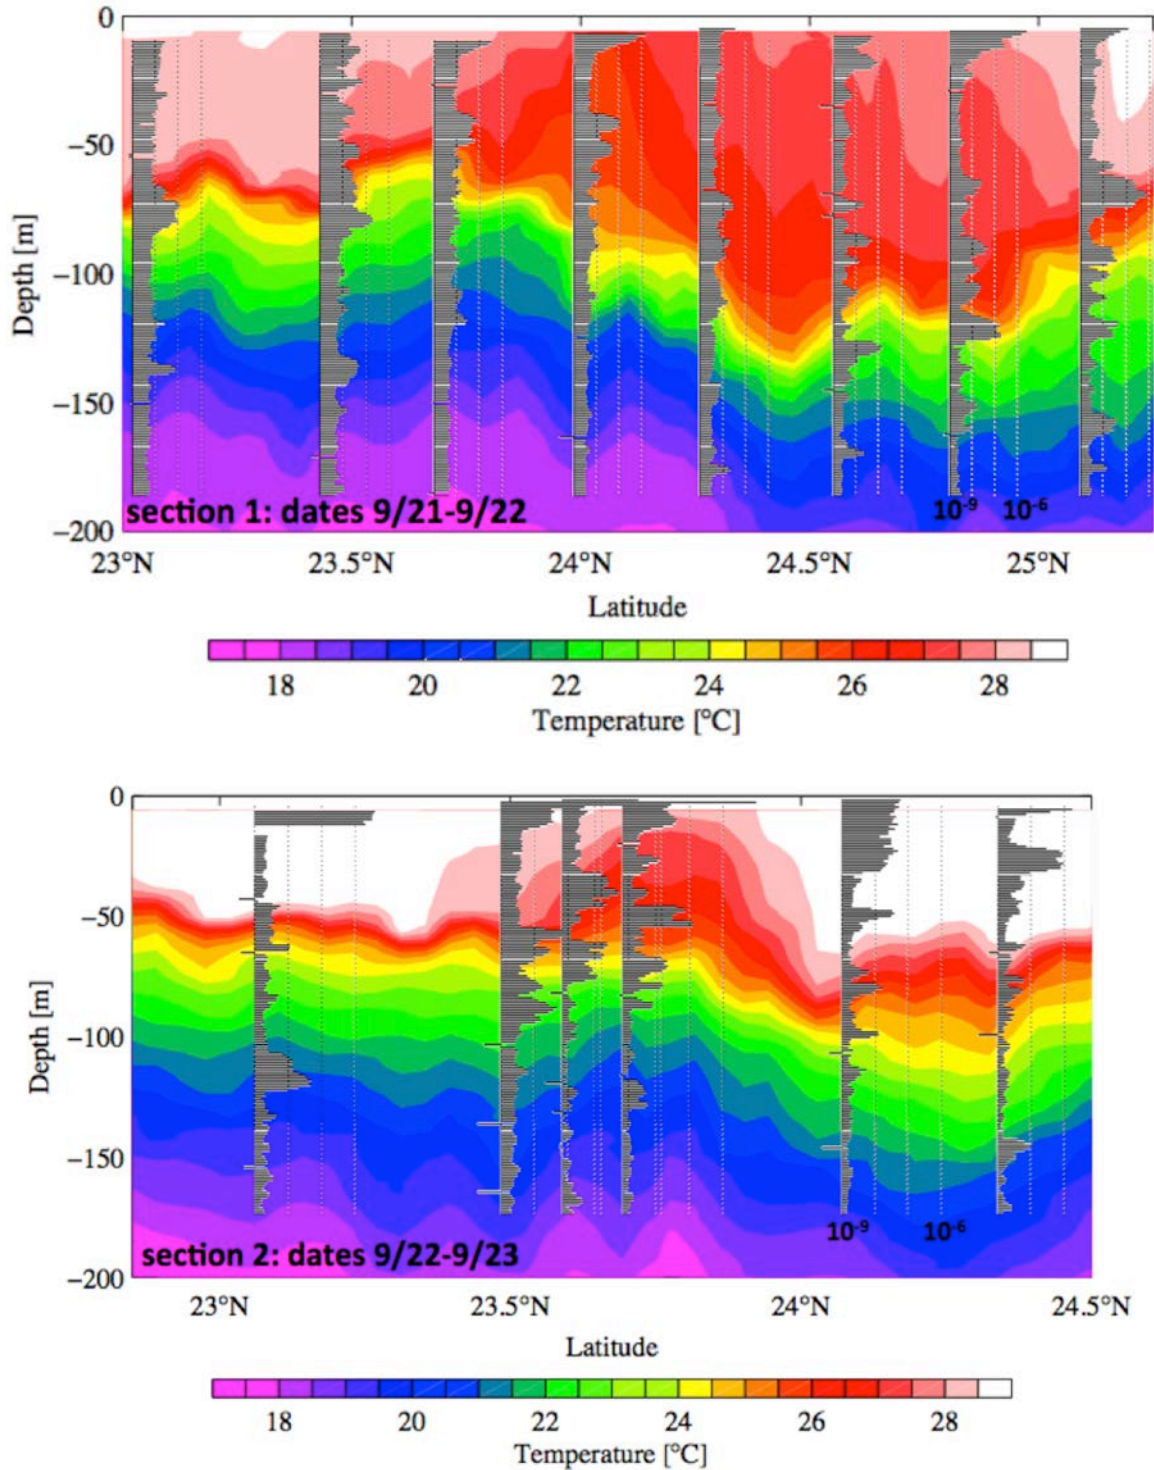 0
−50
−100
−150
−200
Depth [m]
section 1: dates 9/21-9/22
10⁻⁹ 10⁻⁶
23°N 23.5°N 24°N 24.5°N 25°N
Latitude
18 20 22 24 26 28
Temperature [°C]
0
−50
−100
−150
−200
Depth [m]
10⁻⁹ 10⁻⁶
section 2: dates 9/22-9/23
23°N 23.5°N 24°N 24.5°N
Latitude
18 20 22 24 26 28
Temperature [°C]